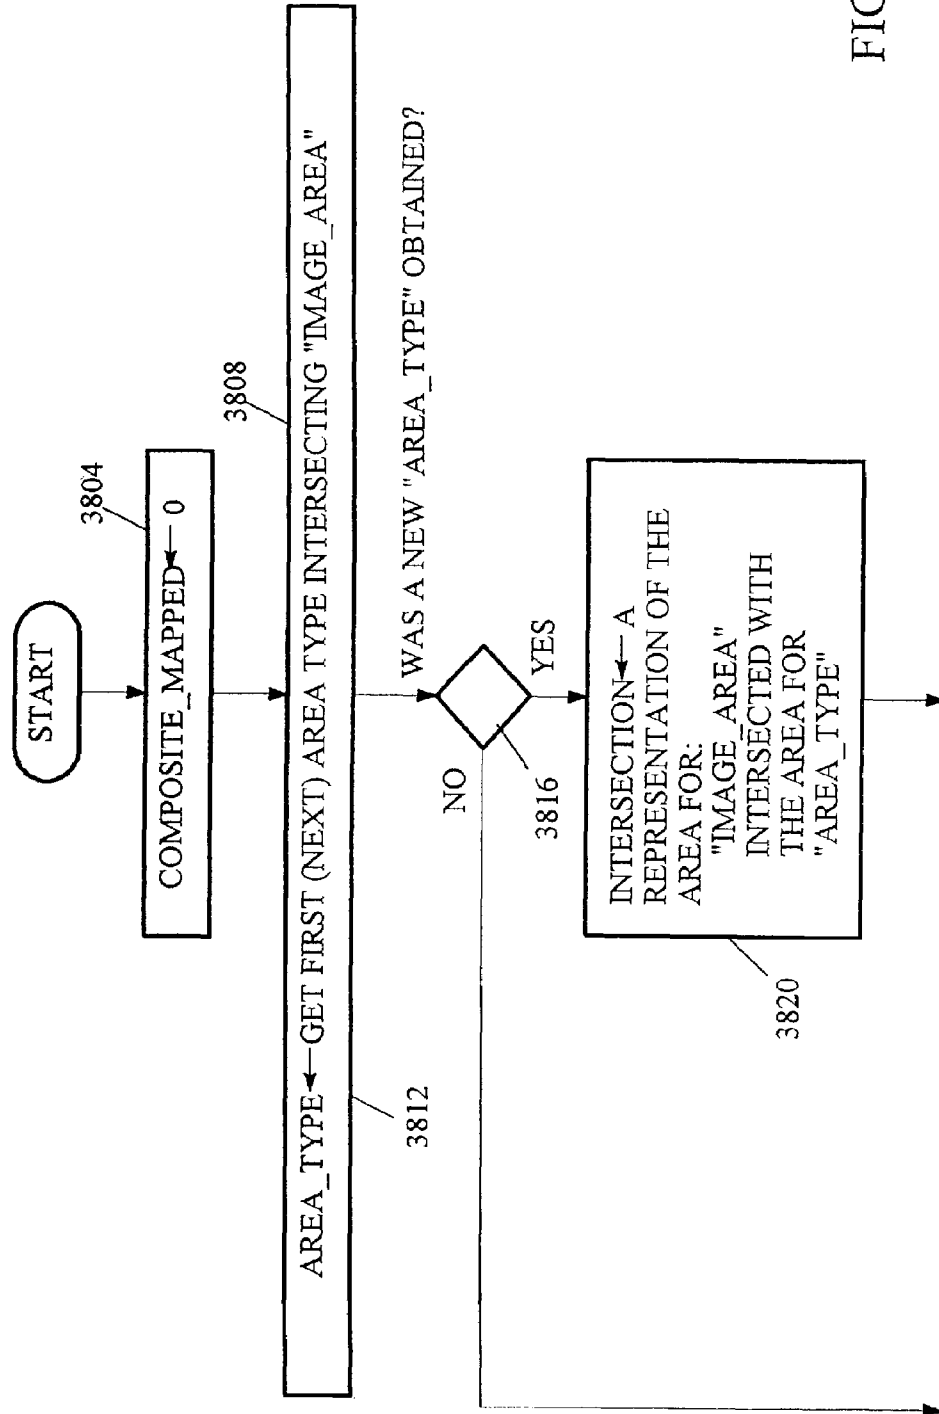 START
3804
COMPOSITE_MAPPED ← 0
3808
AREA_TYPE ← GET FIRST (NEXT) AREA TYPE INTERSECTING "IMAGE_AREA"
3812
WAS A NEW "AREA_TYPE" OBTAINED?
NO
3816
YES
INTERSECTION ← A
REPRESENTATION OF THE
AREA FOR:
"IMAGE_AREA"
INTERSECTED WITH
THE AREA FOR
"AREA_TYPE"
3820